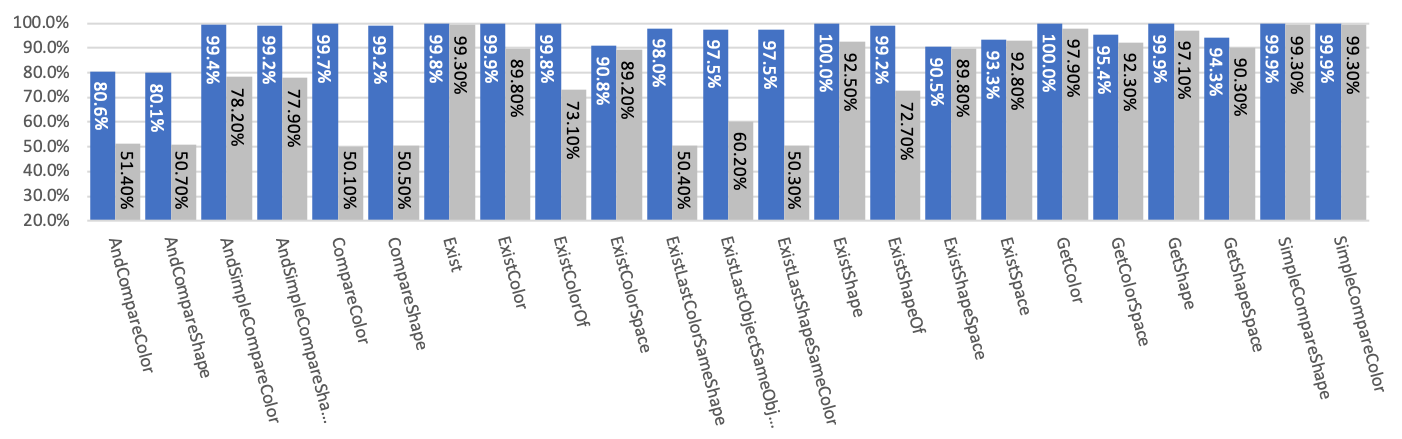 100.0%
90.0%
80.0%
70.0%
60.0%
50.0%
40.0%
30.0%
20.0%
80.6%
51.40%
80.1%
50.70%
99.4%
78.20%
99.2%
77.90%
99.7%
50.10%
99.2%
50.50%
99.8%
99.30%
99.9%
89.80%
99.8%
73.10%
90.8%
89.20%
98.0%
50.40%
97.5%
60.20%
97.5%
50.30%
100.0%
92.50%
99.2%
72.70%
90.5%
89.80%
93.3%
92.80%
100.0%
97.90%
95.4%
92.30%
99.9%
97.10%
94.3%
90.30%
99.9%
99.30%
99.9%
99.30%
AndCompareColor
AndCompareShape
AndSimpleCompareColor
AndSimpleCompareSha...
CompareColor
CompareShape
Exist
ExistColor
ExistColorOf
ExistColorSpace
ExistLastColorSameShape
ExistLastObjectSameObj...
ExistLastShapeSameColor
ExistShape
ExistShapeOf
ExistShapeSpace
ExistSpace
GetColor
GetColorSpace
GetShape
GetShapeSpace
SimpleCompareShape
SimpleCompareColor